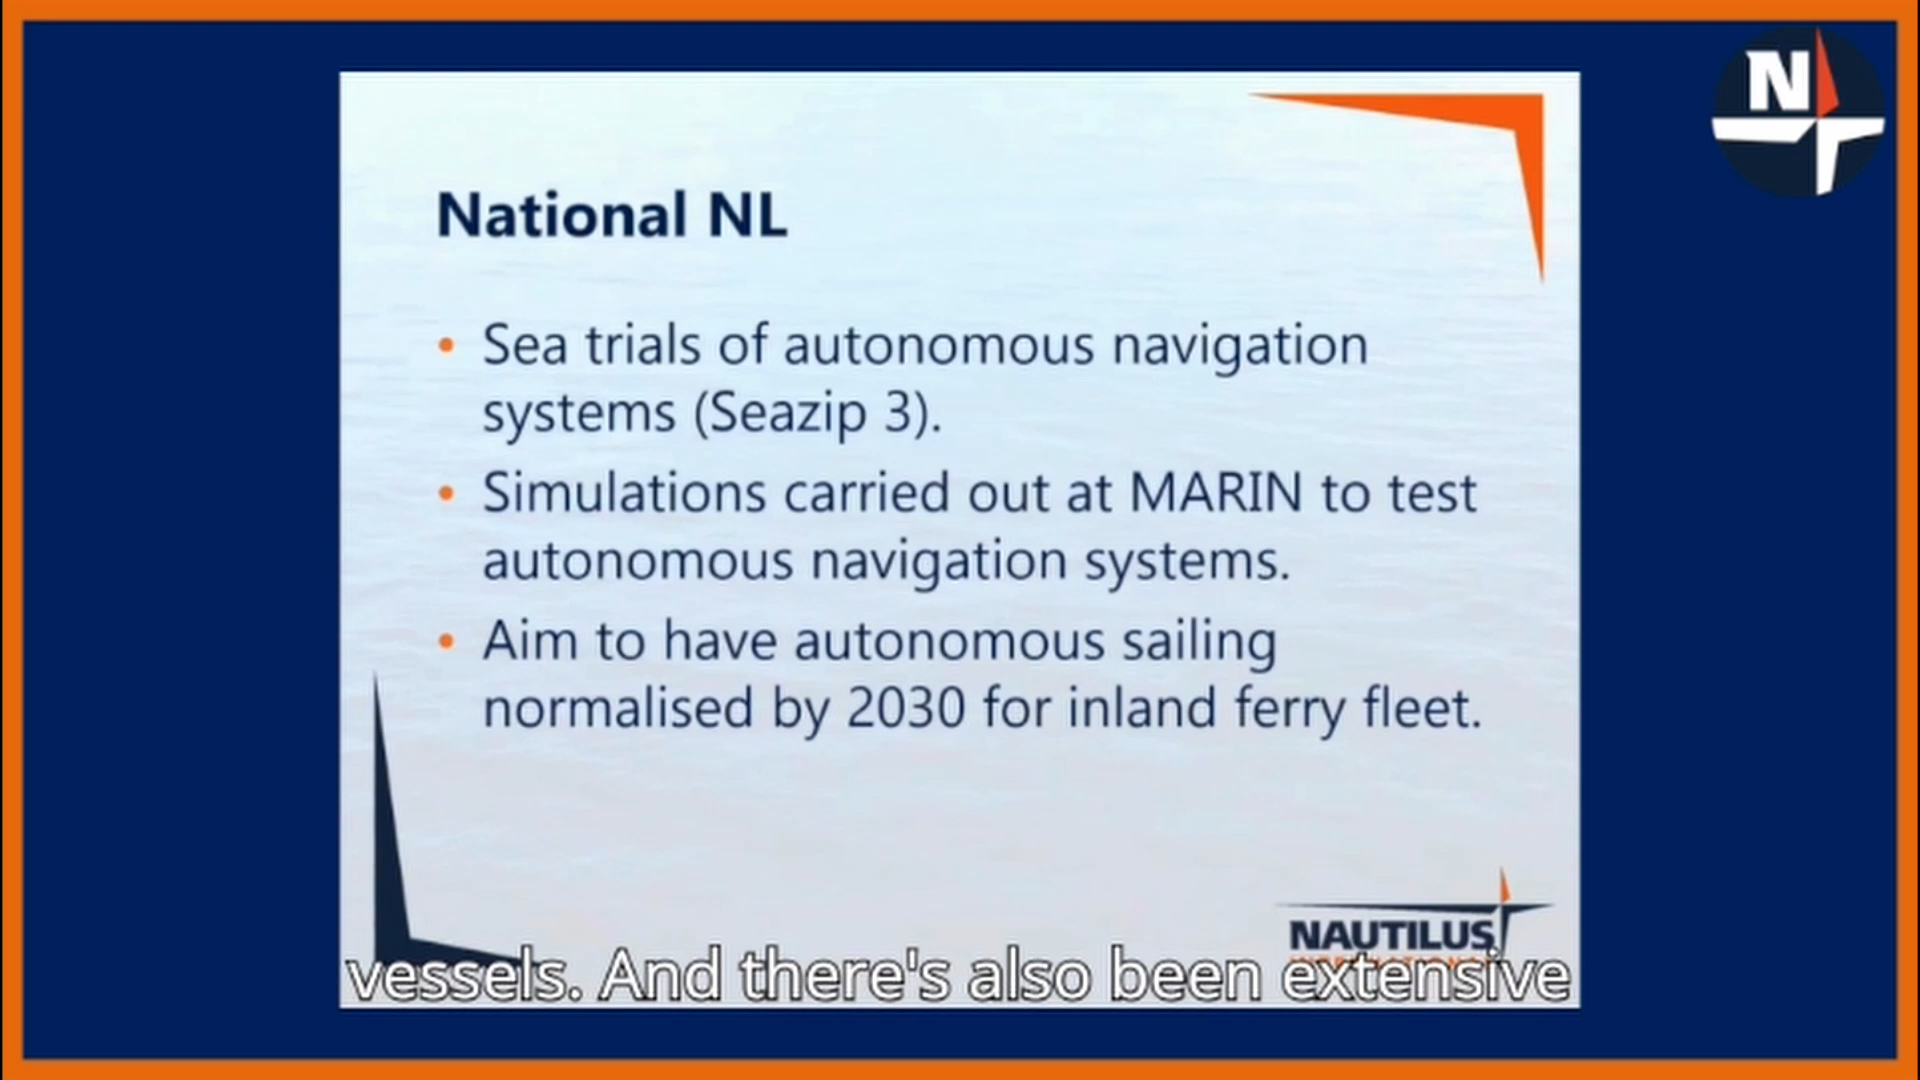 N
National NL
• Sea trials of autonomous navigation
systems (Seazip 3).
• Simulations carried out at MARIN to test
autonomous navigation systems.
• Aim to have autonomous sailing
normalised by 2030 for inland ferry fleet.
NAUTILUS
vessels. And there's also been extensive